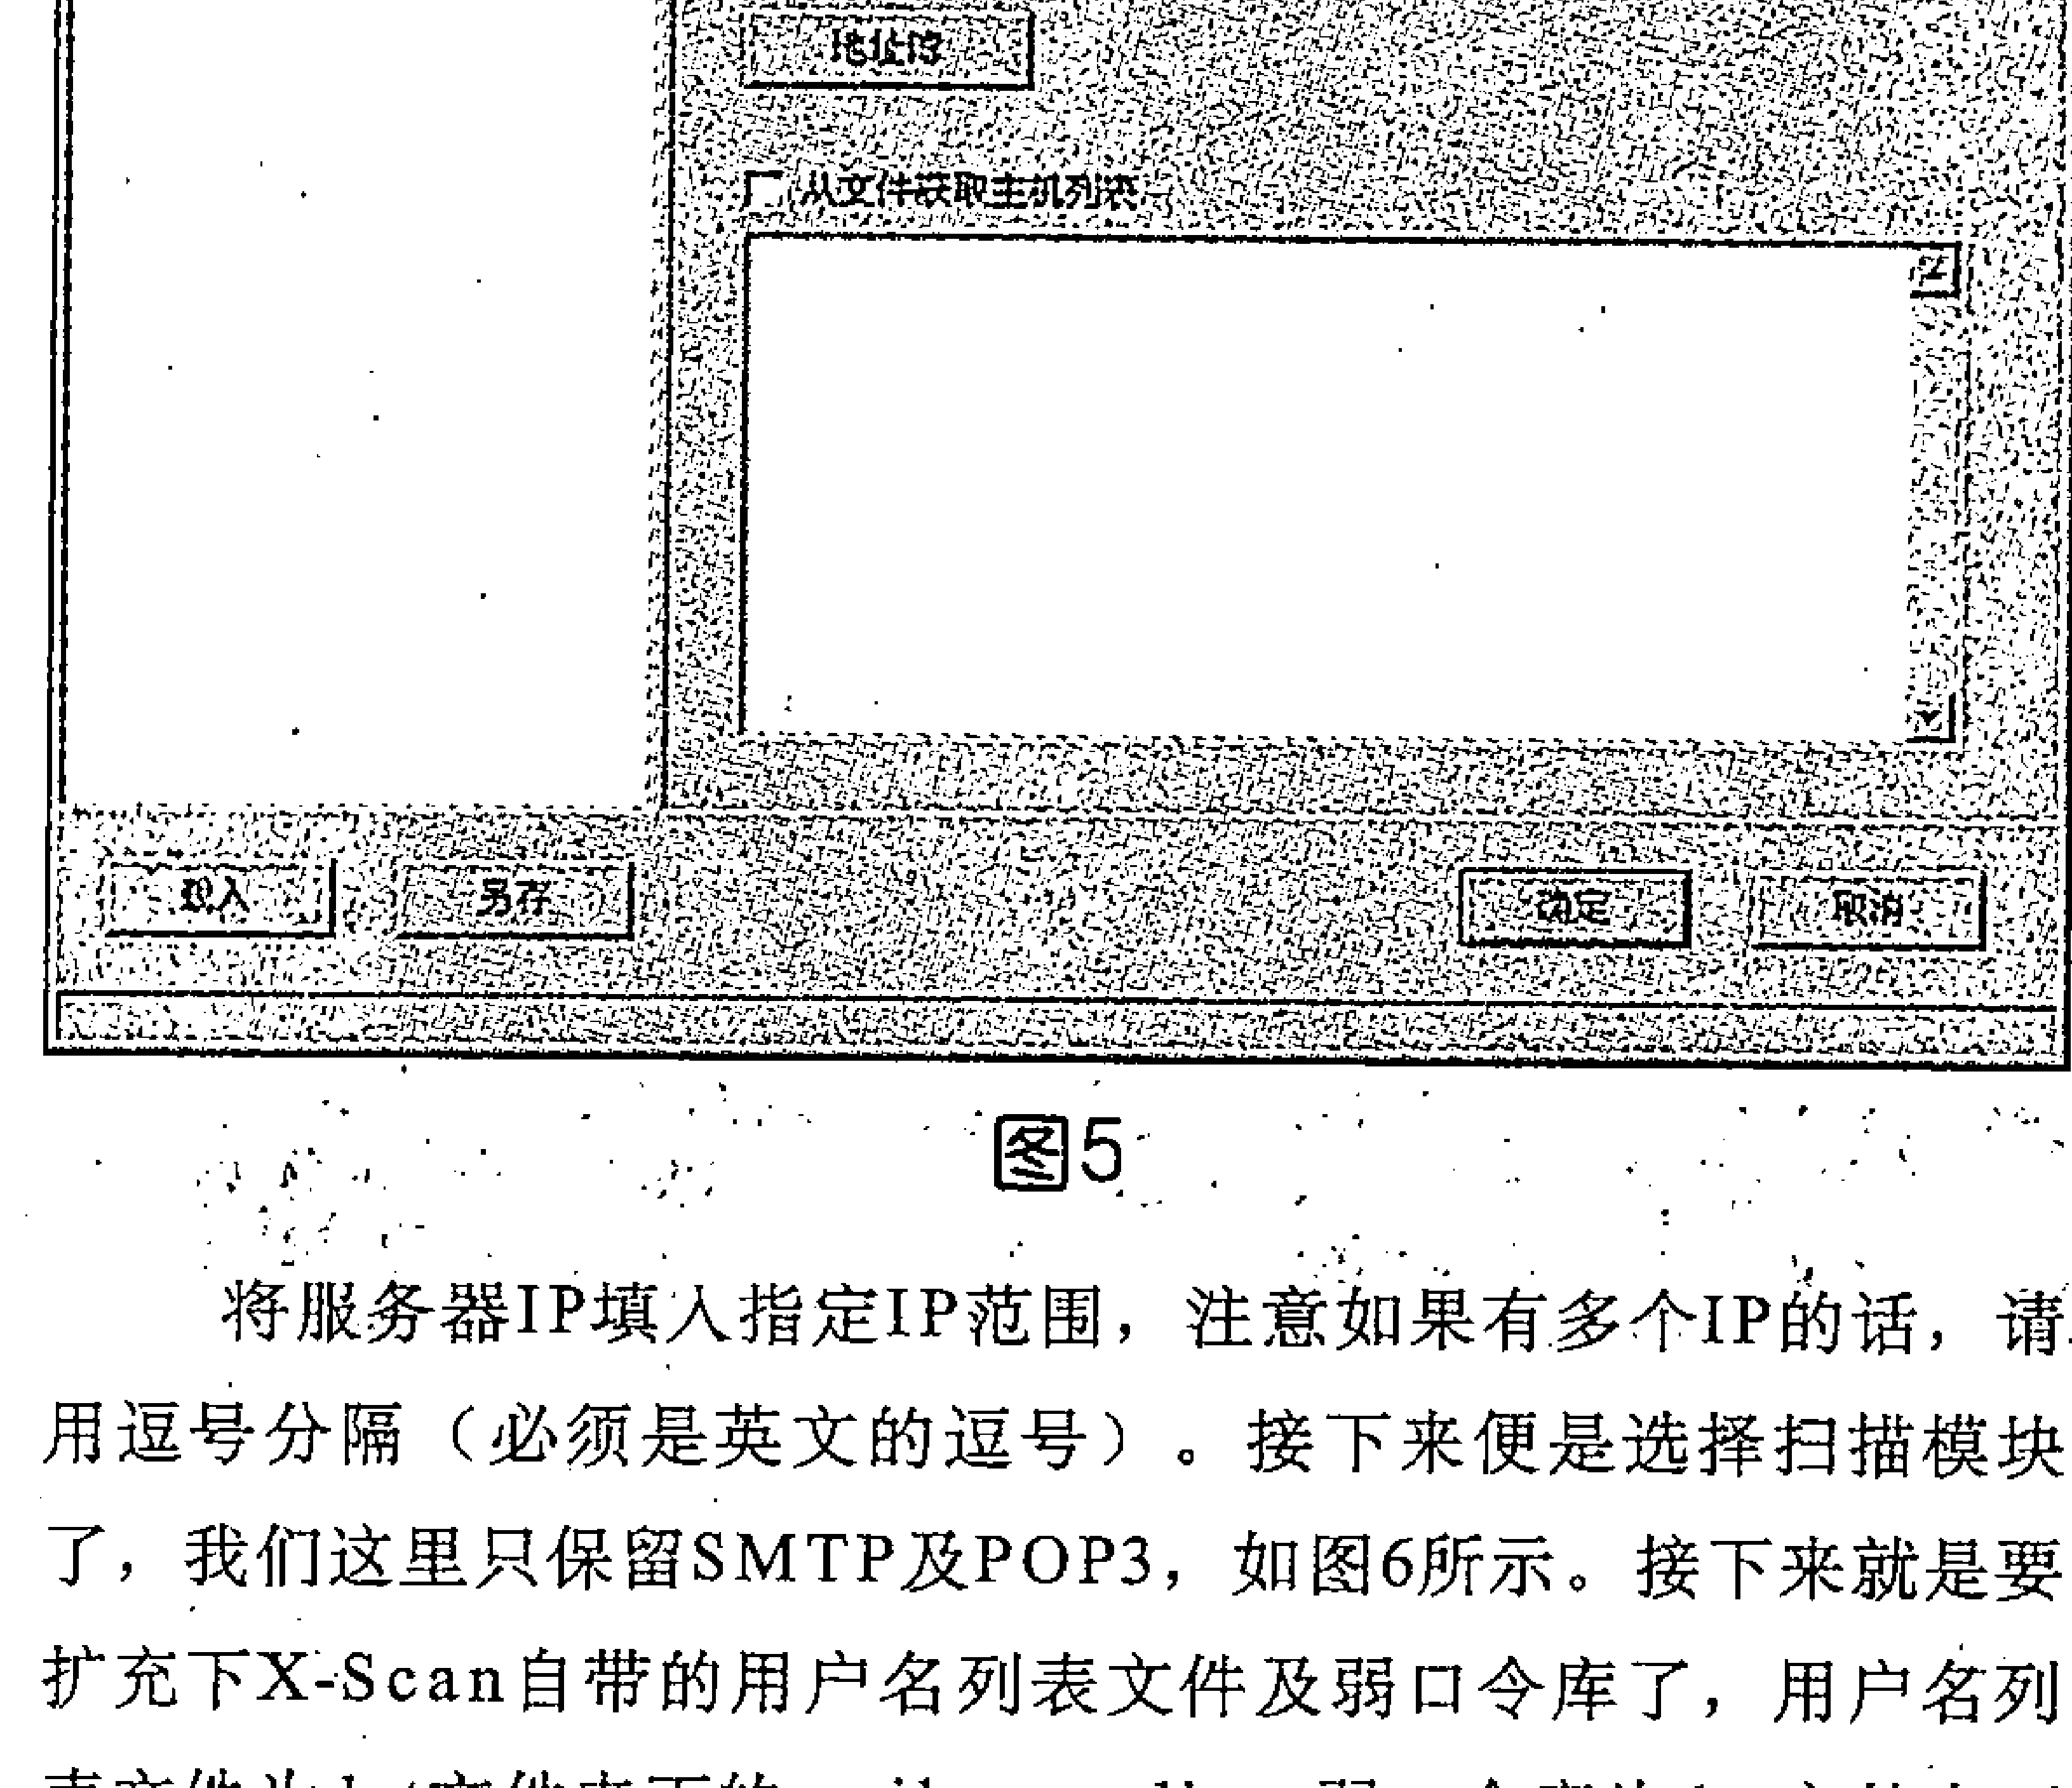 从文件获取主机列表
载入
另存
确定
取消
图5
将服务器IP填入指定IP范围，注意如果有多个IP的话，请
用逗号分隔（必须是英文的逗号）。接下来便是选择扫描模块
了，我们这里只保留SMTP及POP3，如图6所示。接下来就是要
扩充下X-Scan自带的用户名列表文件及弱口令库了，用户名列